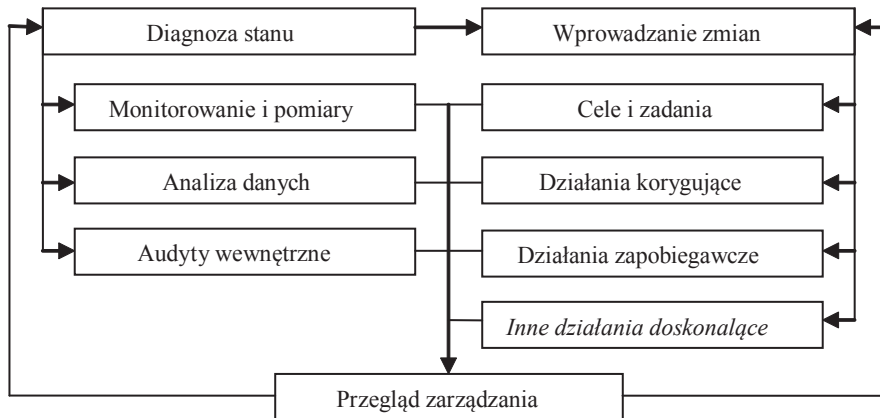 Diagnoza stanu
Wprowadzanie zmian
Monitorowanie i pomiary
Cele i zadania
Analiza danych
Działania korygujące
Audyty wewnętrzne
Działania zapobiegawcze
Inne działania doskonalące
Przegląd zarządzania